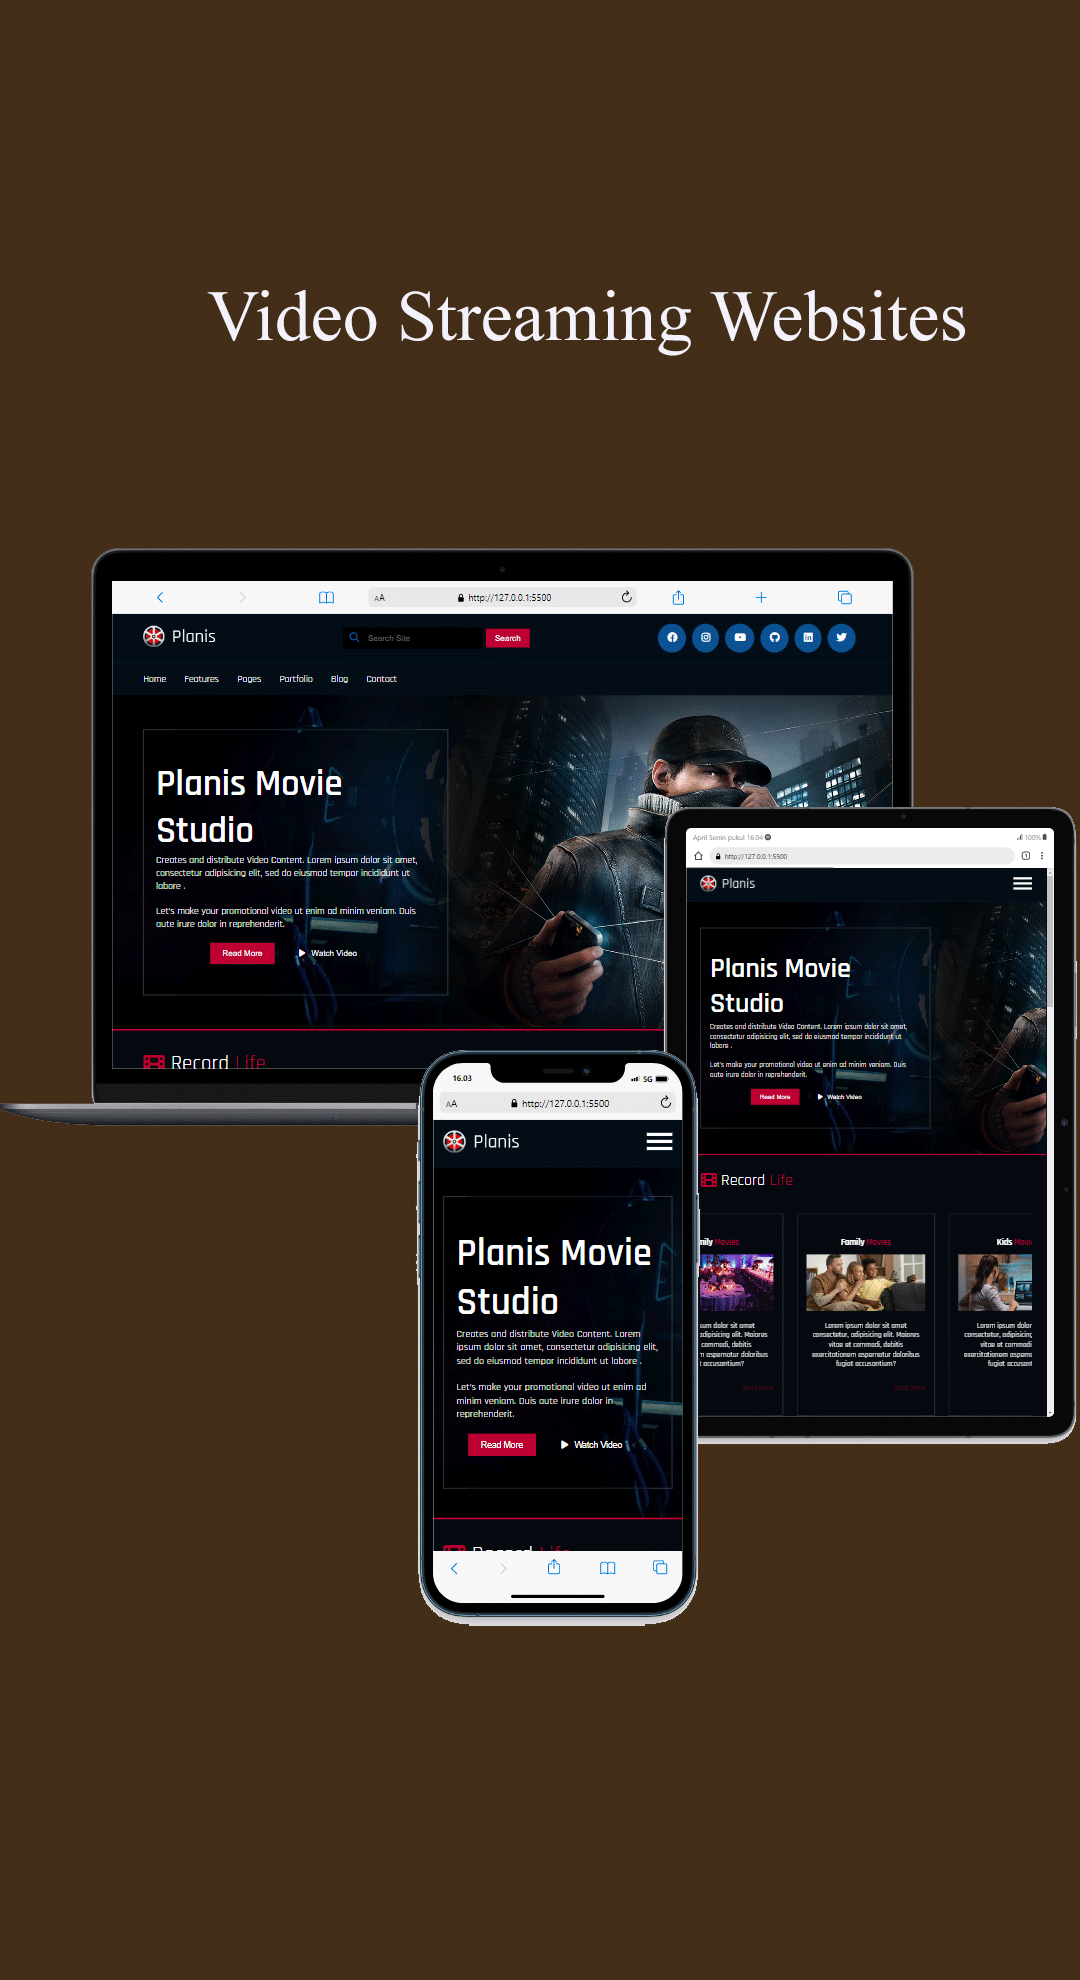 Video Streaming Websites
AA http://127.0.0.1:5500
Planis
Search Site
Search
Home Features Pages Portfolio Blog Contact
Planis Movie
Studio
Creates and distribute Video Content. Lorem ipsum dolor sit amet,
consectetur adipisicing elit, sed do eiusmod tempor incididunt ut
labore .
Let's make your promotional video ut enim ad minim veniam. Duis
aute irure dolor in reprehenderit.
Read More
Watch Video
Record Life
April Senin pukul 16.04
100%
http://127.0.0.1:5500
1
Planis
Planis Movie
Studio
Creates and distribute Video Content. Lorem ipsum dolor sit amet,
consectetur adipisicing elit, sed do eiusmod tempor incididunt ut
labore .
Let's make your promotional video ut enim ad minim veniam. Duis
aute irure dolor in reprehenderit.
Read More
Watch Video
Record Life
mily Movies
sum dolor sit amet
adipisicing elit. Maiores
commodi, debitis
m aspernatur doloribus
t accusantium?
Read More
Family Movies
Lorem ipsum dolor sit amet
consectetur, adipisicing elit. Maiores
vitae et commodi, debitis
exercitationem aspernatur doloribus
fugiat accusantium?
Read More
Kids Movi
Lorem ipsum dolor
consectetur, adipisicing
vitae et commodi
exercitationem asperna
fugiat accusant
16.03
5G
AA http://127.0.0.1:5500
Planis
Planis Movie
Studio
Creates and distribute Video Content. Lorem
ipsum dolor sit amet, consectetur adipisicing elit,
sed do eiusmod tempor incididunt ut labore .
Let's make your promotional video ut enim ad
minim veniam. Duis aute irure dolor in
reprehenderit.
Read More
Watch Video
Record Life